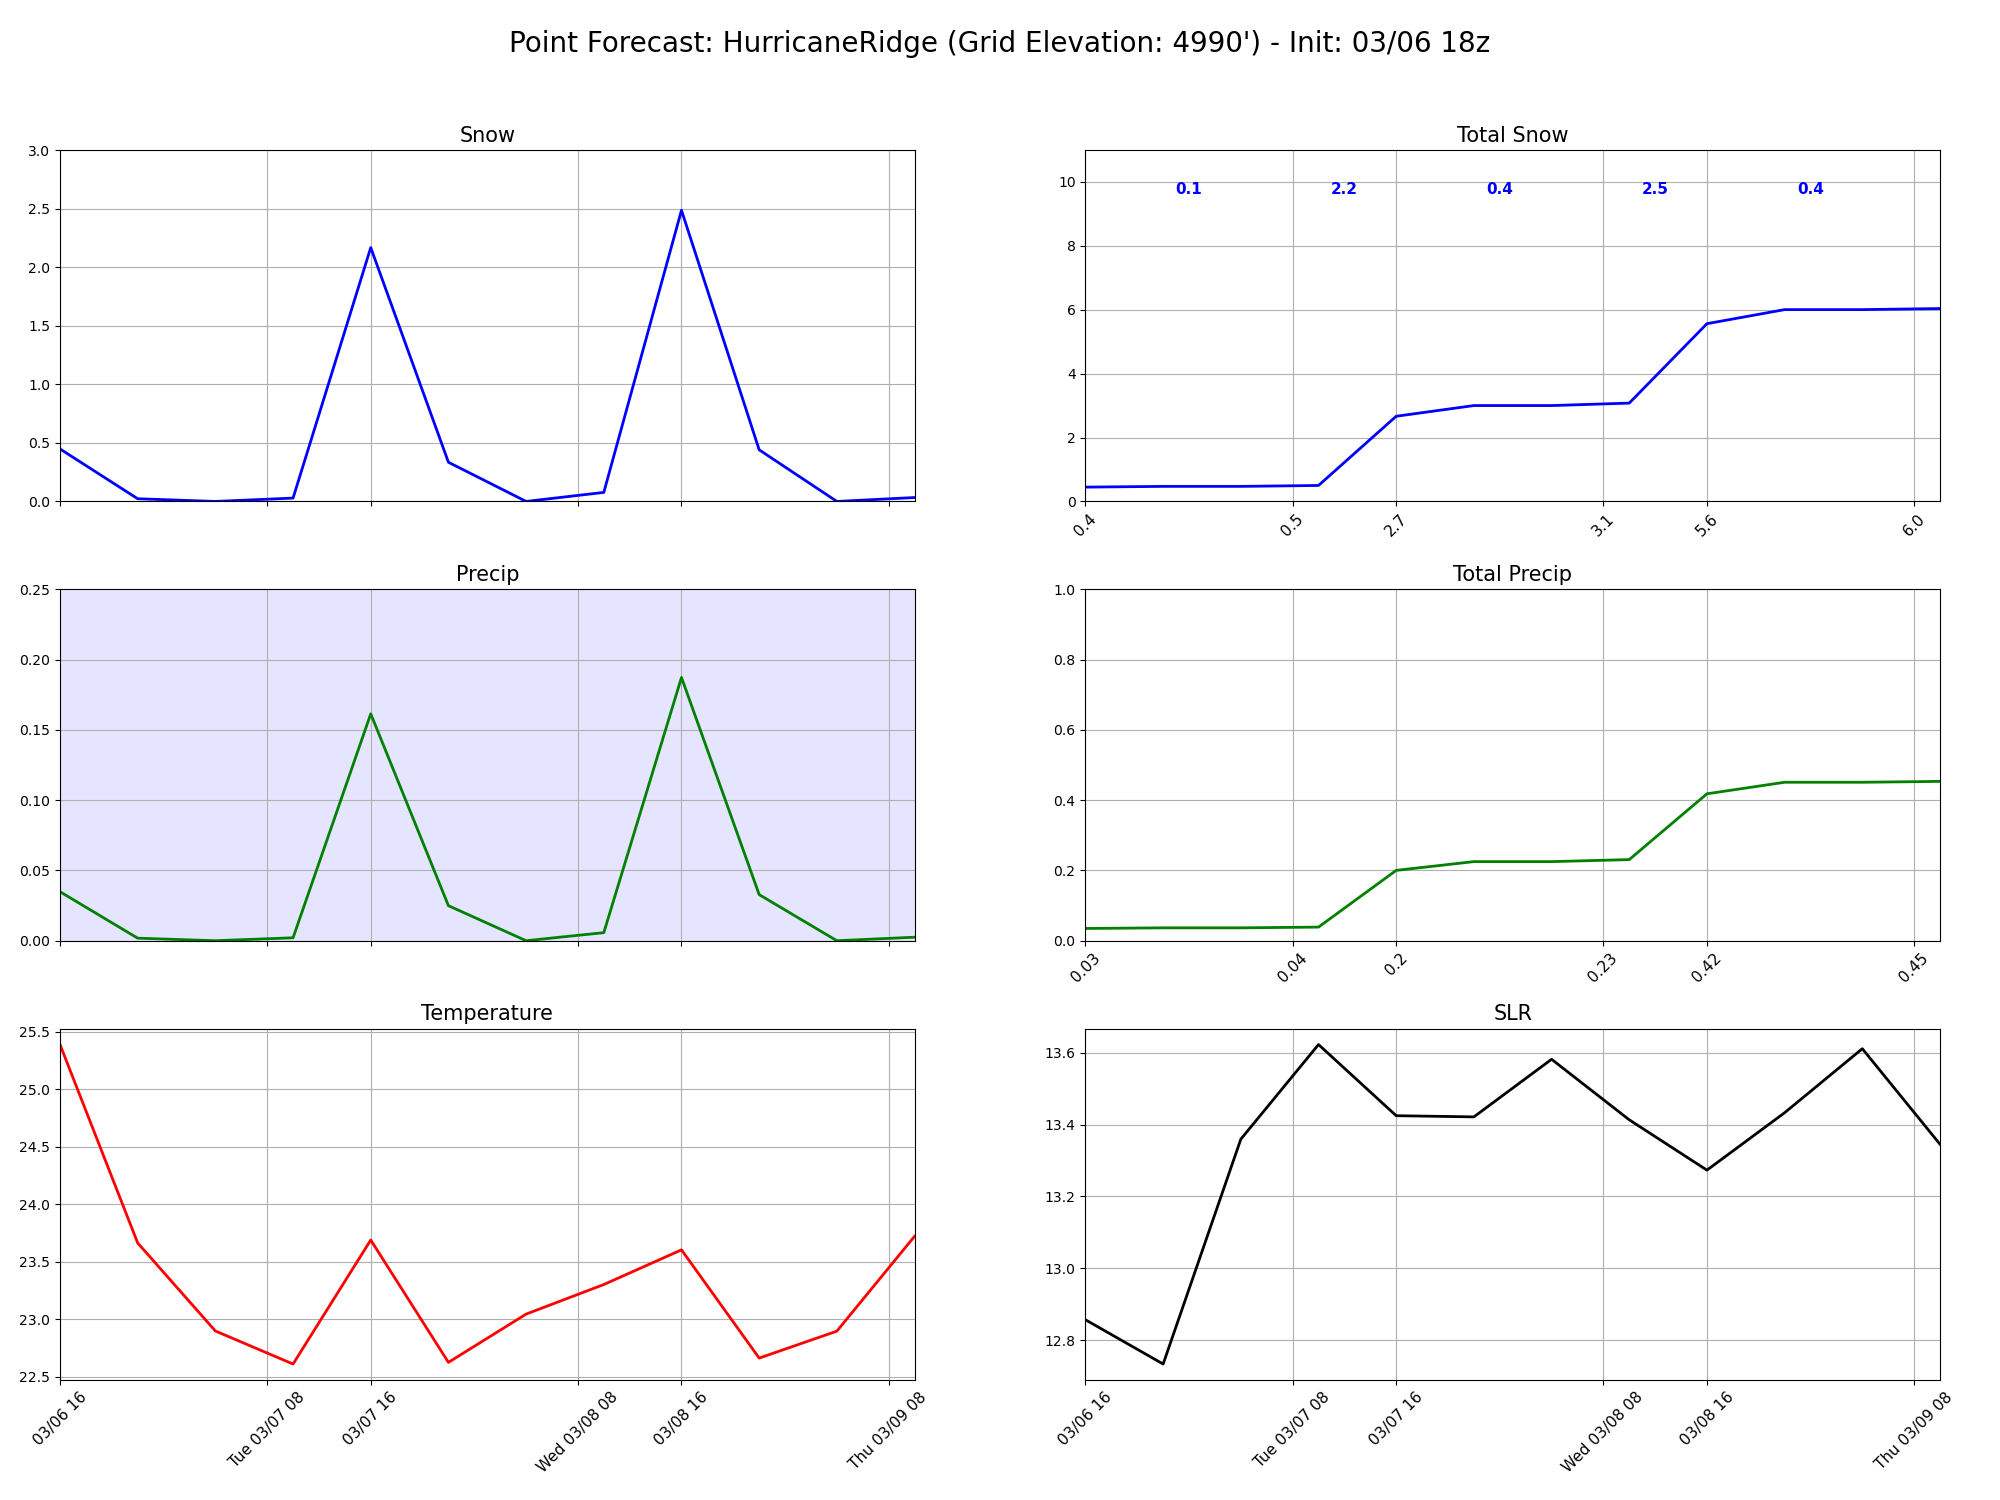 Point Forecast: HurricaneRidge (Grid Elevation: 4990') - Init: 03/06 18z
Snow
3.0
2.5
2.0
1.5
1.0
0.5
0.0
Total Snow
10
8
6
4
2
0
0.1 2.2 0.4 2.5 0.4
0.4 0.5 2.7 3.1 5.6 6.0
Precip
0.25
0.20
0.15
0.10
0.05
0.00
Total Precip
1.0
0.8
0.6
0.4
0.2
0.0
0.03 0.04 0.2 0.23 0.42 0.45
Temperature
25.5
25.0
24.5
24.0
23.5
23.0
22.5
03/06 16
Tue 03/07 08
03/07 16
Wed 03/08 08
03/08 16
Thu 03/09 08
SLR
13.6
13.4
13.2
13.0
12.8
03/06 16
Tue 03/07 08
03/07 16
Wed 03/08 08
03/08 16
Thu 03/09 08